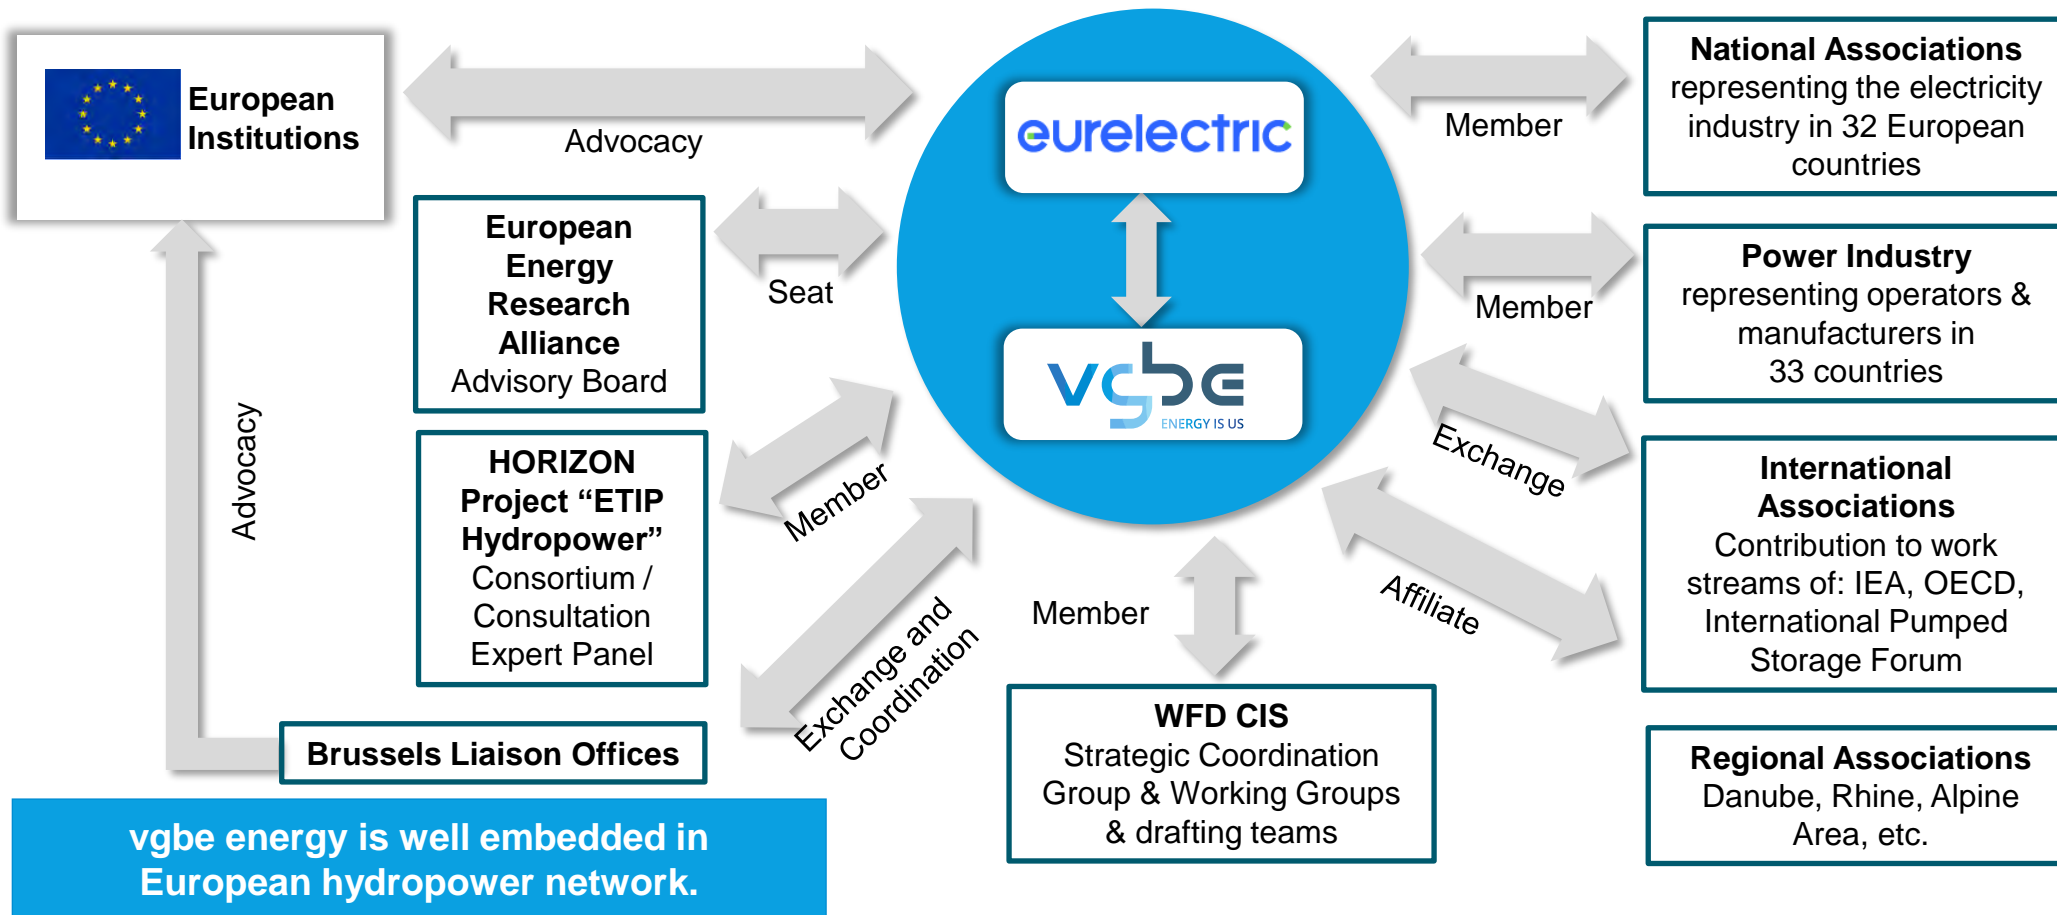 European
Institutions
Advocacy
eurelectric
National Associations
representing the electricity
industry in 32 European
countries
Member
European
Energy
Research
Alliance
Advisory Board
Seat
Power Industry
representing operators &
manufacturers in
33 countries
Member
vgbe
ENERGY IS US
HORIZON
Project “ETIP
Hydropower”
Consortium /
Consultation
Expert Panel
Member
Exchange
International
Associations
Contribution to work
streams of: IEA, OECD,
International Pumped
Storage Forum
Advocacy
Exchange and
Coordination
Member
Affiliate
Brussels Liaison Offices
WFD CIS
Strategic Coordination
Group & Working Groups
& drafting teams
Regional Associations
Danube, Rhine, Alpine
Area, etc.
vgbe energy is well embedded in
European hydropower network.